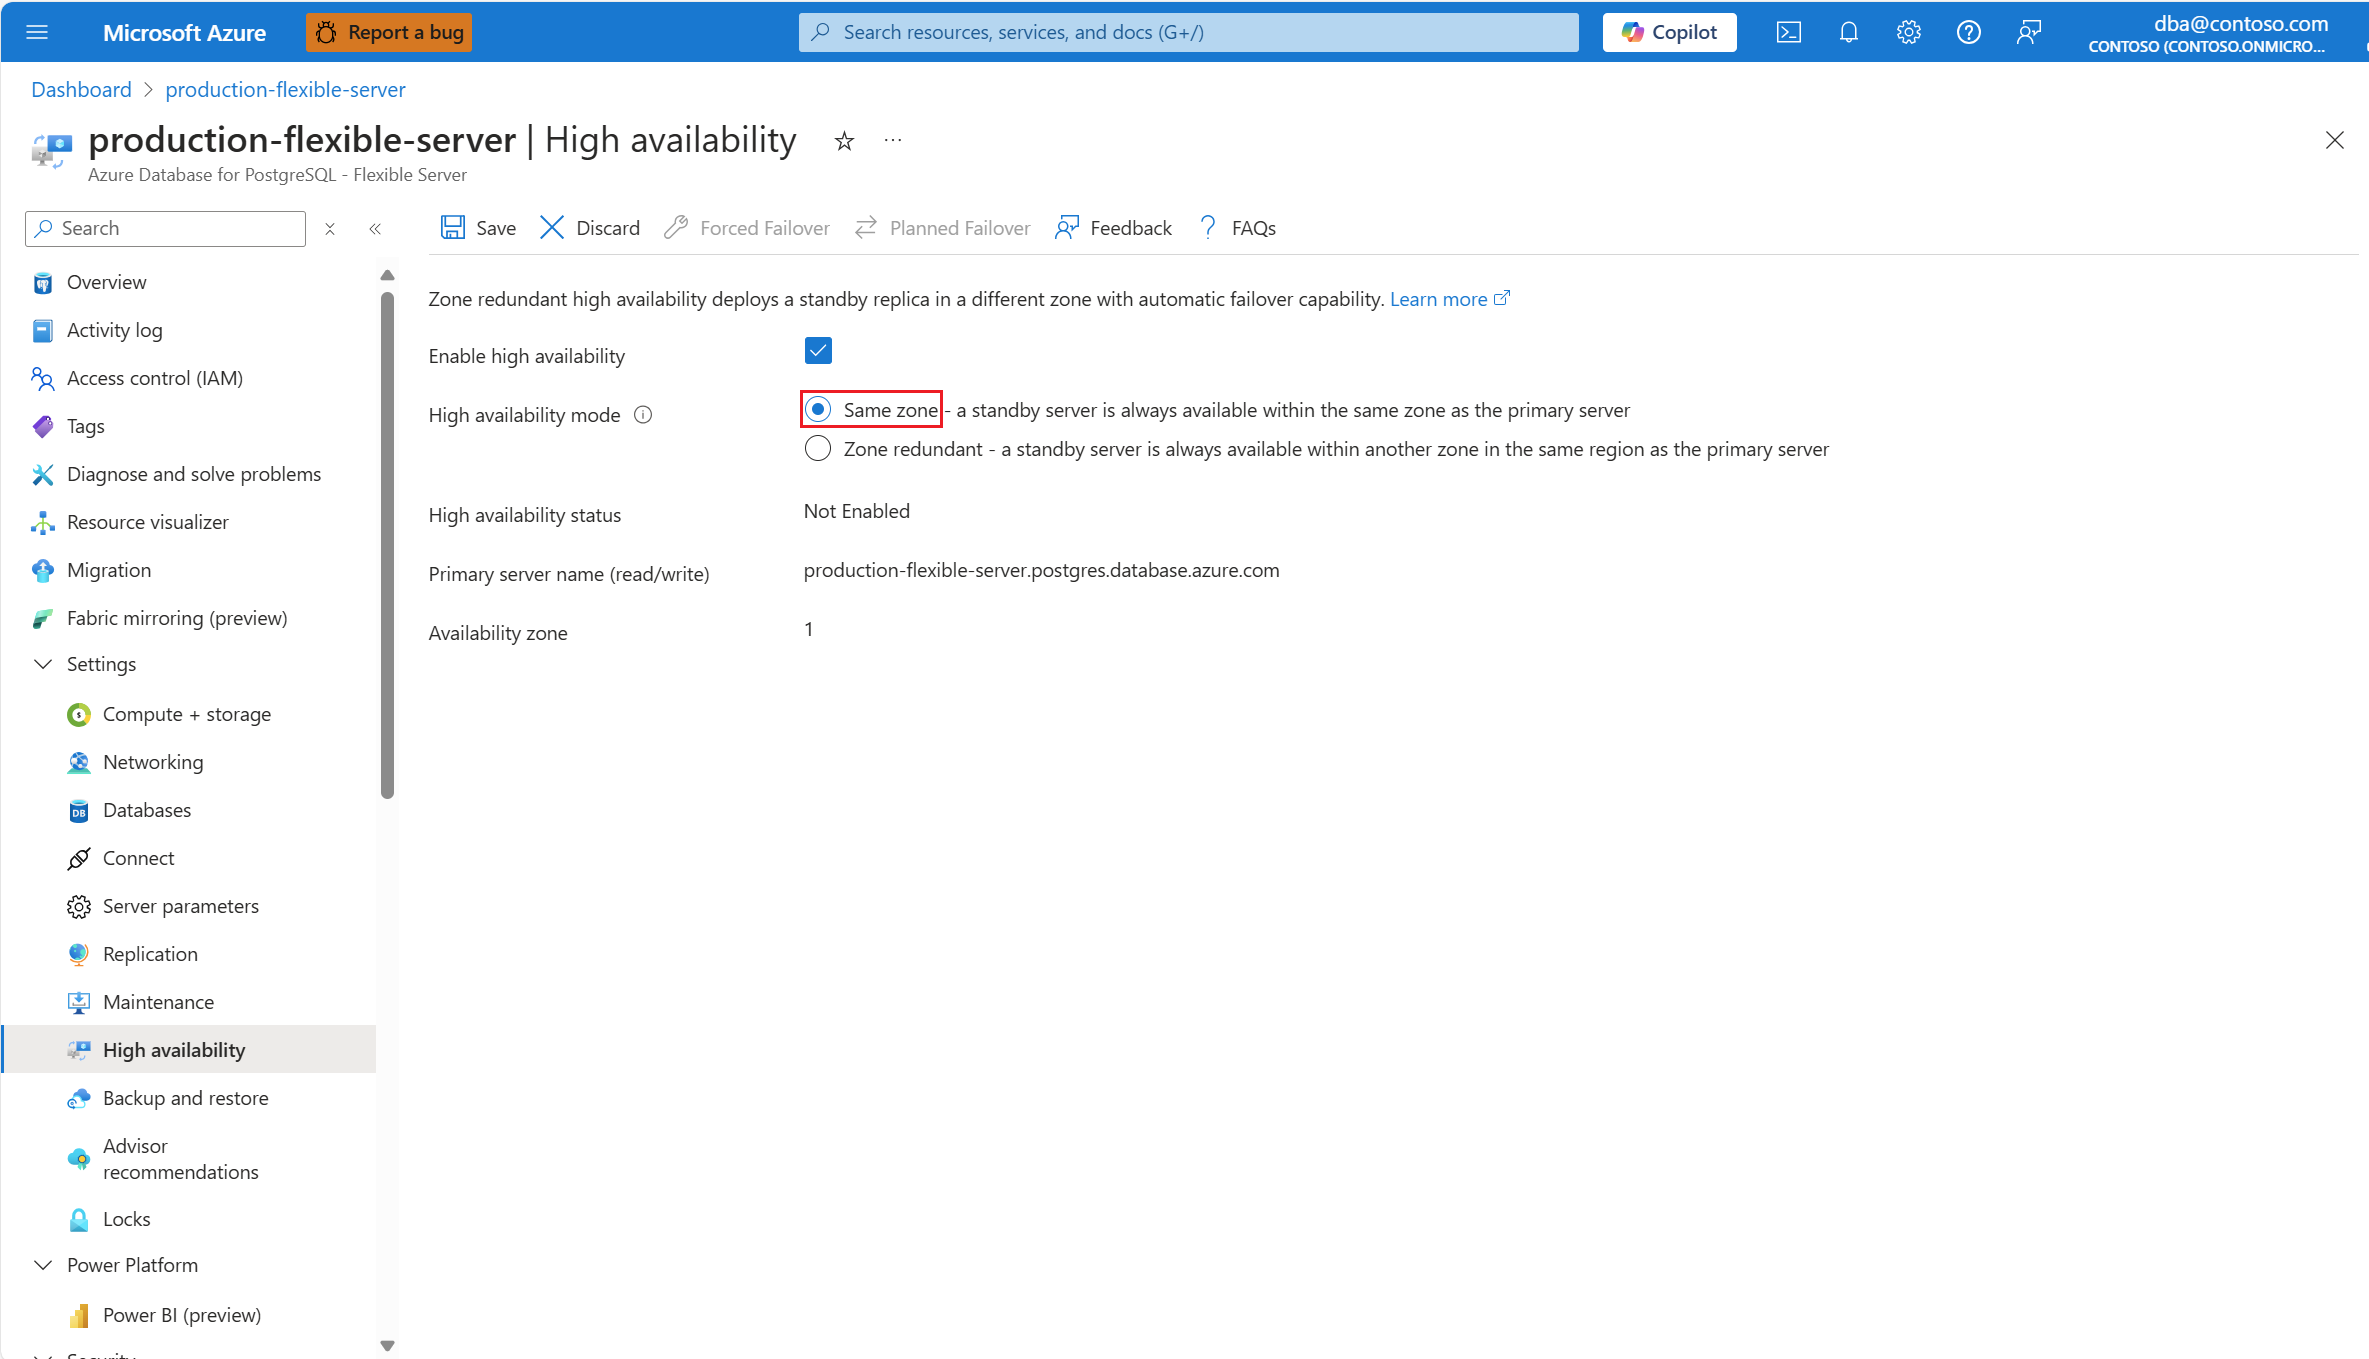 Microsoft Azure
Report a bug
Search resources, services, and docs (G+/)
Copilot
dba@contoso.com
CONTOSO (CONTOSO.ONMICRO...
Dashboard > production-flexible-server
production-flexible-server | High availability
Azure Database for PostgreSQL - Flexible Server
Search
Save
Discard
Forced Failover
Planned Failover
Feedback
FAQs
Overview
Activity log
Access control (IAM)
Tags
Diagnose and solve problems
Resource visualizer
Migration
Fabric mirroring (preview)
Settings
Compute + storage
Networking
Databases
Connect
Server parameters
Replication
Maintenance
High availability
Backup and restore
Advisor
recommendations
Locks
Power Platform
Power BI (preview)
Security
Zone redundant high availability deploys a standby replica in a different zone with automatic failover capability. Learn more
Enable high availability
High availability mode
Same zone - a standby server is always available within the same zone as the primary server
Zone redundant - a standby server is always available within another zone in the same region as the primary server
High availability status
Not Enabled
Primary server name (read/write)
production-flexible-server.postgres.database.azure.com
Availability zone
1